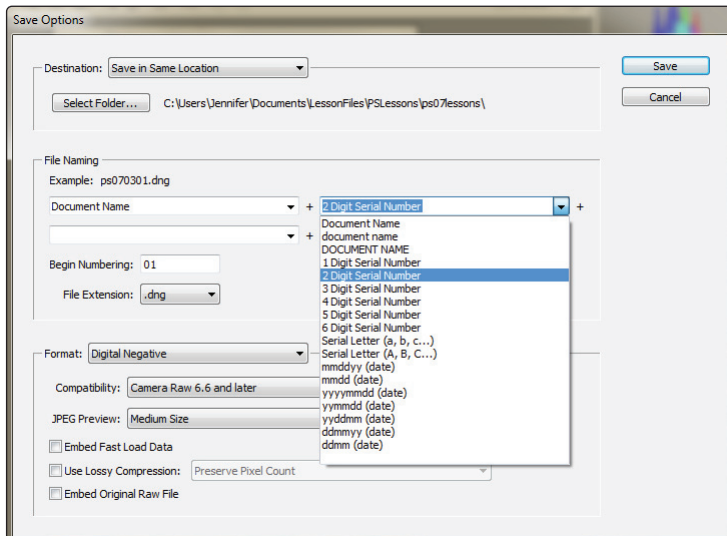 Save Options
Destination: Save in Same Location
Save
Select Folder... C:\Users\Jennifer\Documents\LessonFiles\PSLessons\ps07lessons\
Cancel
File Naming
Example: ps070301.dng
Document Name + 2 Digit Serial Number +
+
Document Name
document name
DOCUMENT NAME
1 Digit Serial Number
2 Digit Serial Number
3 Digit Serial Number
4 Digit Serial Number
5 Digit Serial Number
6 Digit Serial Number
Serial Letter (a, b, c...)
Serial Letter (A, B, C...)
mmddyy (date)
mmdd (date)
yyyymmdd (date)
yymmdd (date)
yyddmm (date)
ddmmyy (date)
ddmm (date)
Begin Numbering: 01
File Extension: .dng
Format: Digital Negative
Compatibility: Camera Raw 6.6 and later
JPEG Preview: Medium Size
Embed Fast Load Data
Use Lossy Compression: Preserve Pixel Count
Embed Original Raw File